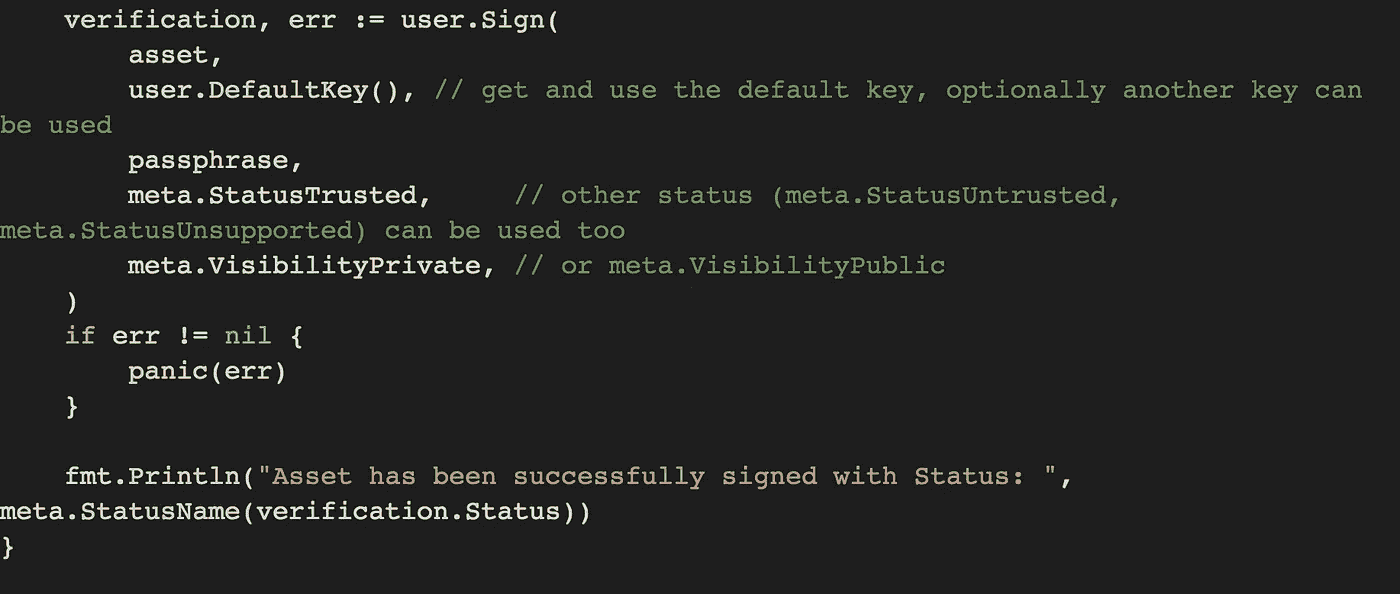 verification, err := user.Sign(
        asset,
        user.DefaultKey(), // get and use the default key, optionally another key can
be used
        passphrase,
        meta.StatusTrusted,     // other status (meta.StatusUntrusted,
meta.StatusUnsupported) can be used too
        meta.VisibilityPrivate, // or meta.VisibilityPublic
    )
    if err != nil {
        panic(err)
    }

    fmt.Println("Asset has been successfully signed with Status: ",
meta.StatusName(verification.Status))
}